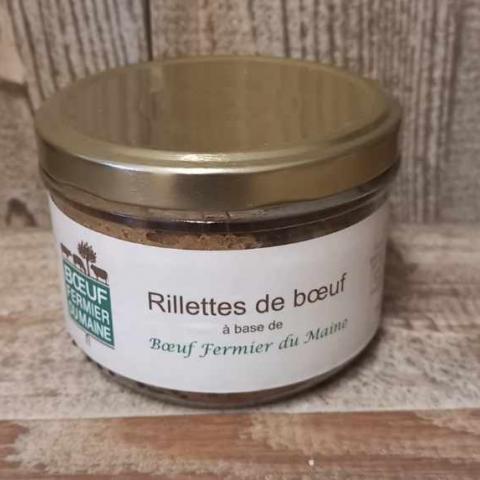 BŒUF
FERMIER
DU MAINE
Rillettes de bœuf
à base de
Bœuf Fermier du Maine